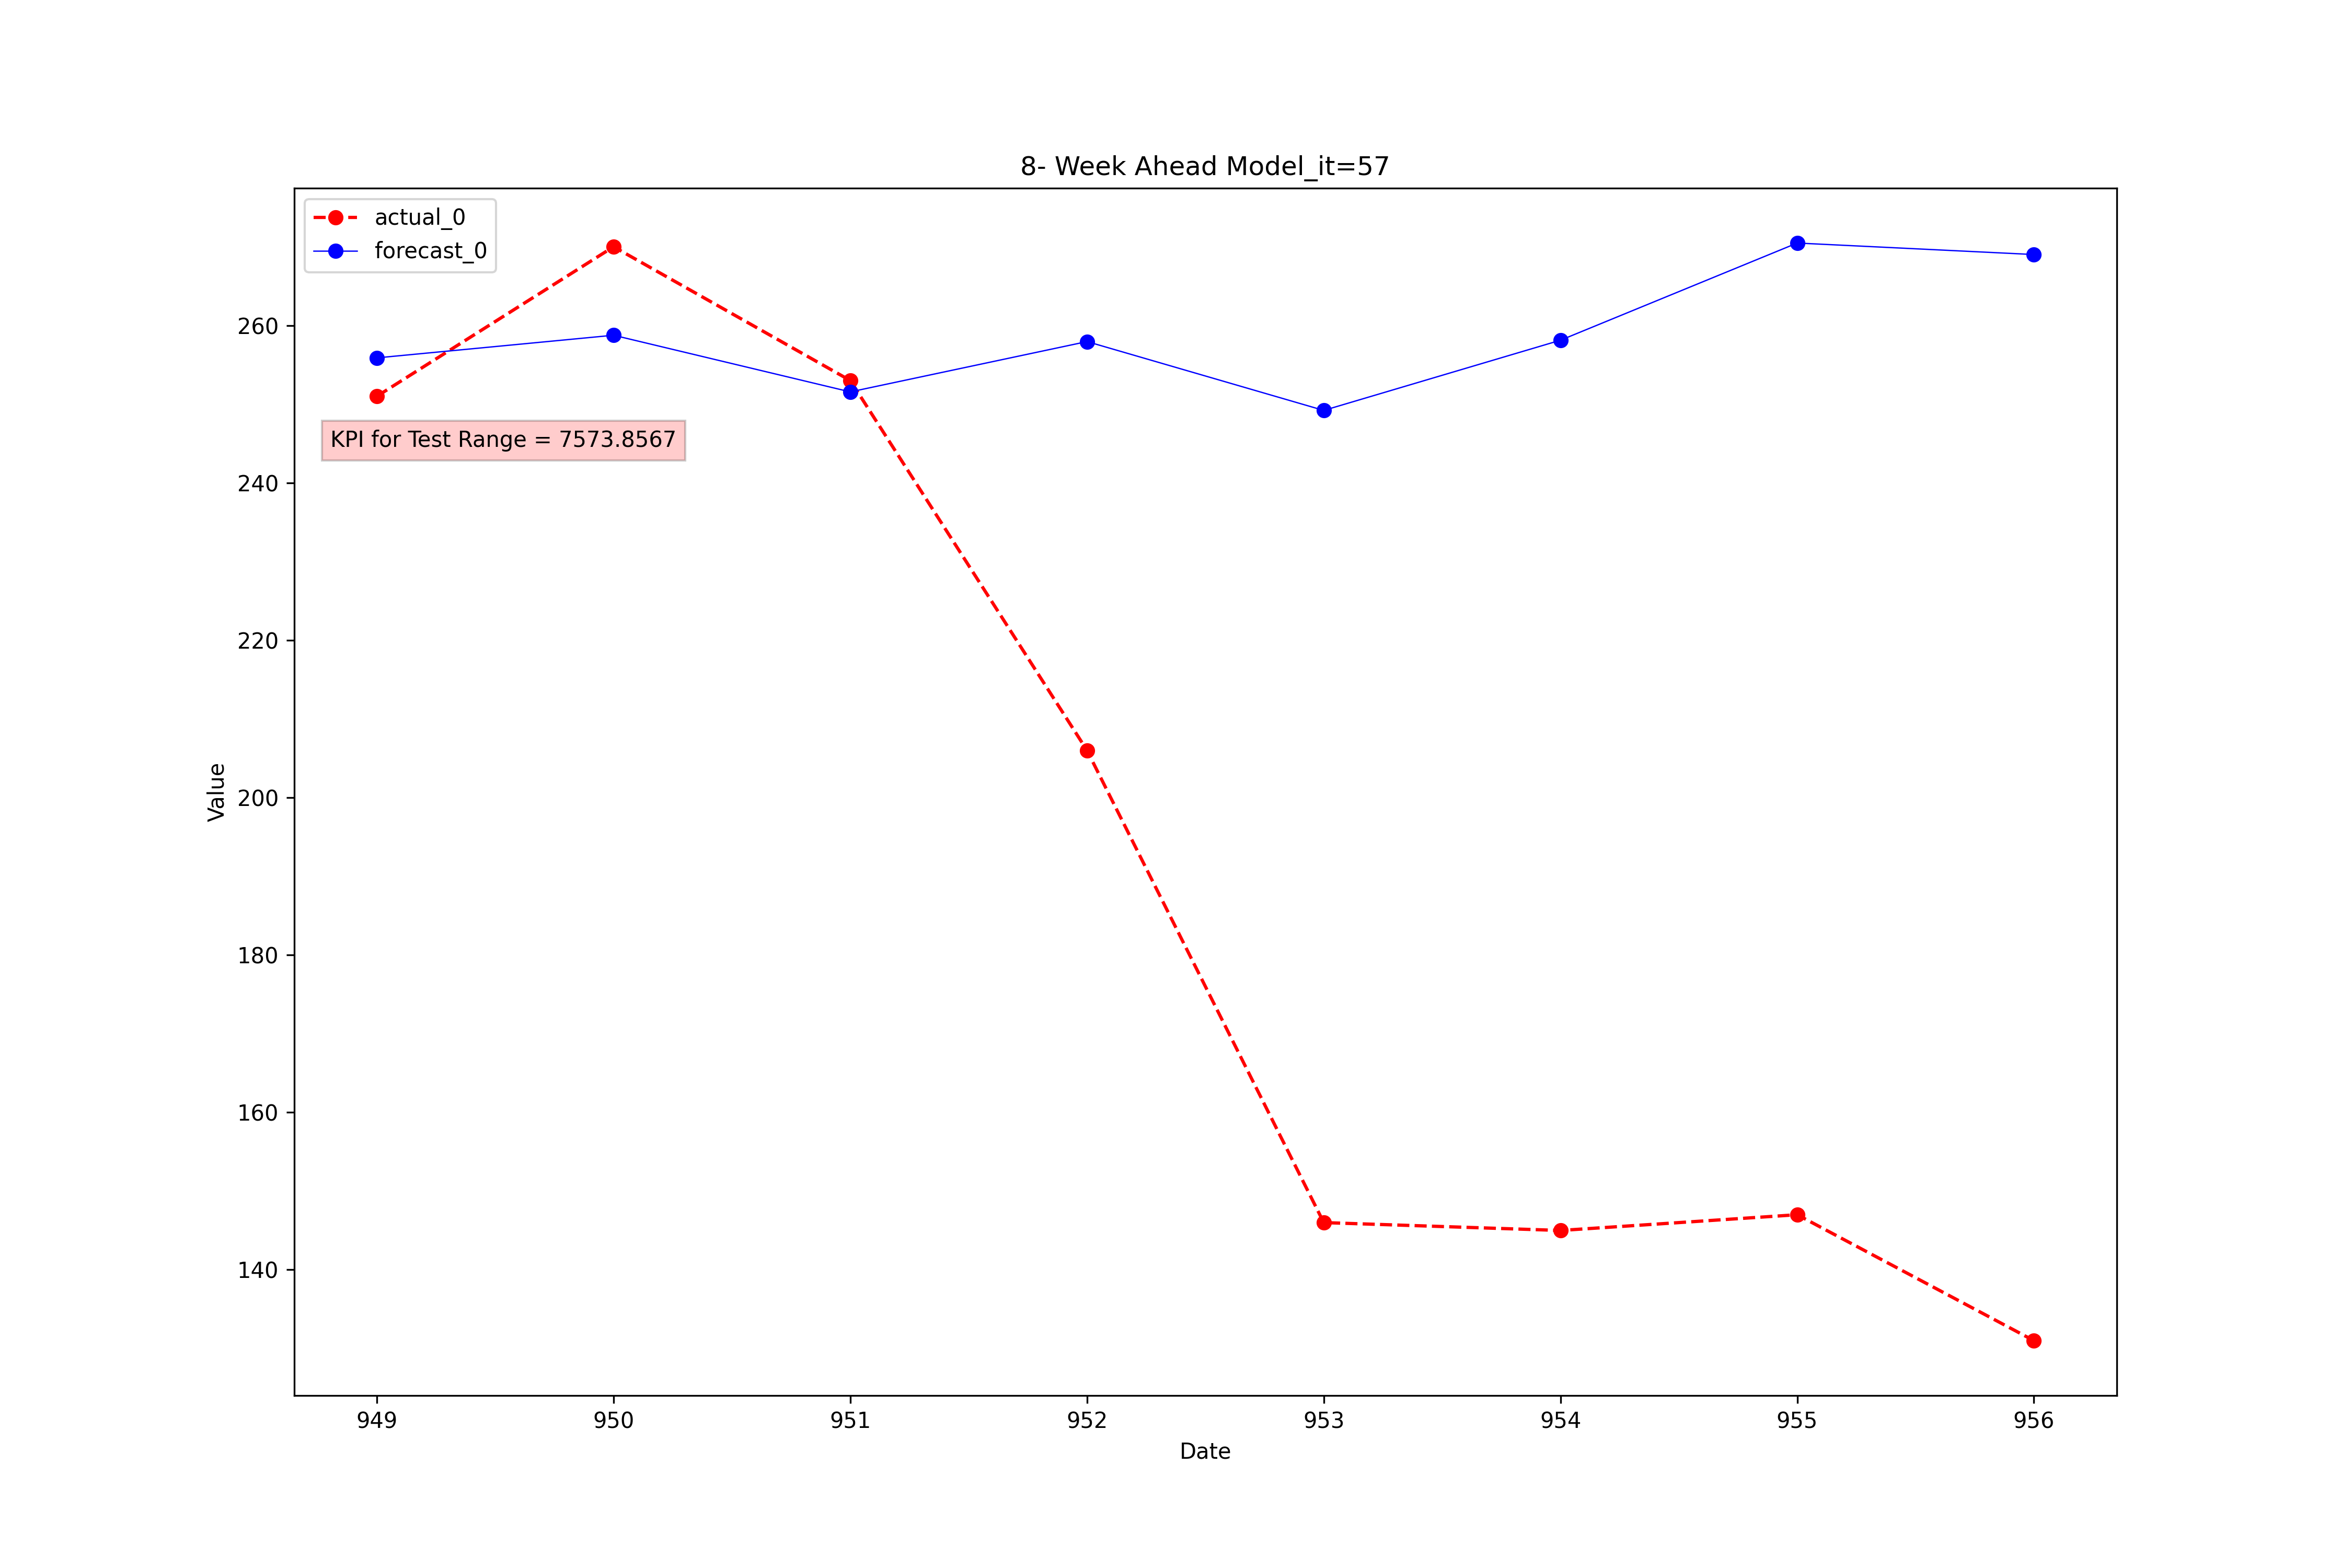 8- Week Ahead Model_it=57
actual_0
forecast_0
KPI for Test Range = 7573.8567
260
240
220
200
180
160
140
Value
949 950 951 952 953 954 955 956
Date